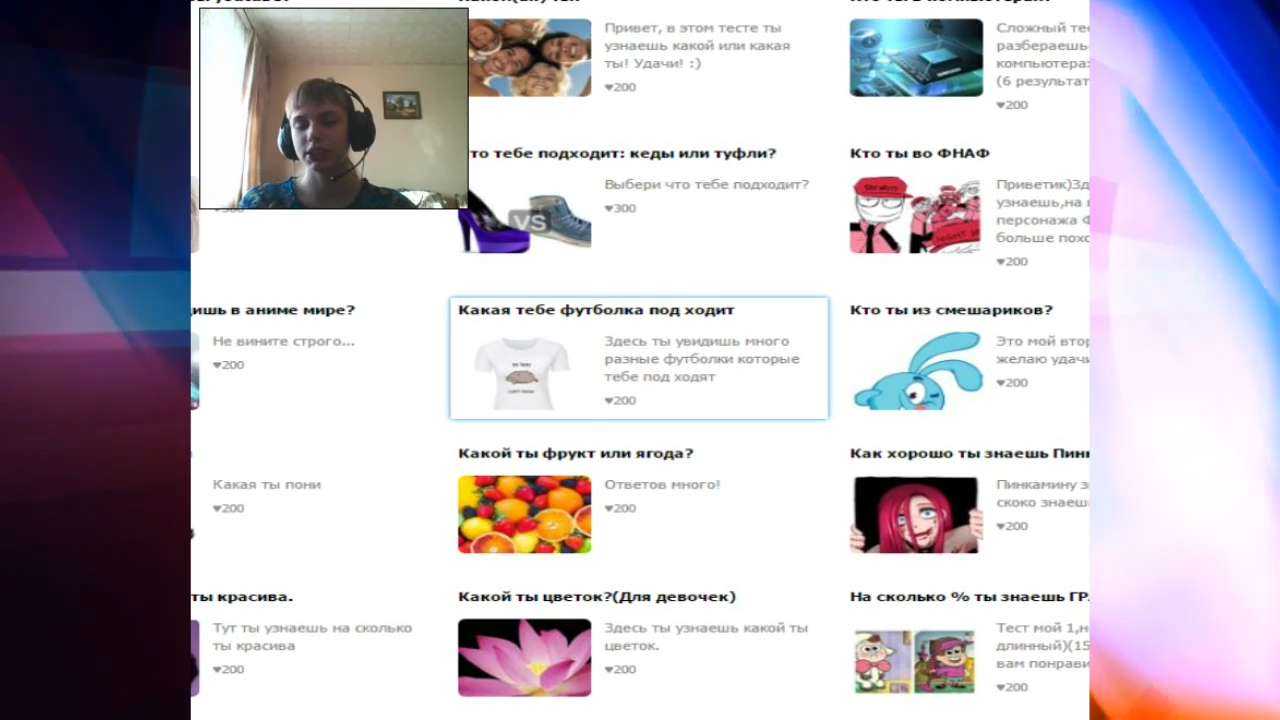 Привет, в этом тесте ты
узнаешь какой или какая
ты! Удачи! :)
♥200
Сложный
разбераешь
компьютера
(6 результат
♥200
то тебе подходит: кеды или туфли?
Выбери что тебе подходит?
♥300
VS
Кто ты во ФНАФ
Приветик)Зд
узнаешь,на
персонажа
больше похо
♥200
ишь в аниме мире?
Не вините строго...
♥200
Какая тебе футболка под ходит
Здесь ты увидишь много
разные футболки которые
тебе под ходят
♥200
Кто ты из смешариков?
Это мой втор
желаю удачи
♥200
Какая ты пони
♥200
Какой ты фрукт или ягода?
Ответов много!
♥200
Как хорошо ты знаешь Пин
Пинкамину з
скоко знаеш
♥200
ты красива.
Тут ты узнаешь на сколько
ты красива
♥200
Какой ты цветок?(Для девочек)
Здесь ты узнаешь какой ты
цветок.
♥200
На сколько % ты знаешь ГР
Тест мой 1,н
длинный)(15
вам понрави
♥200